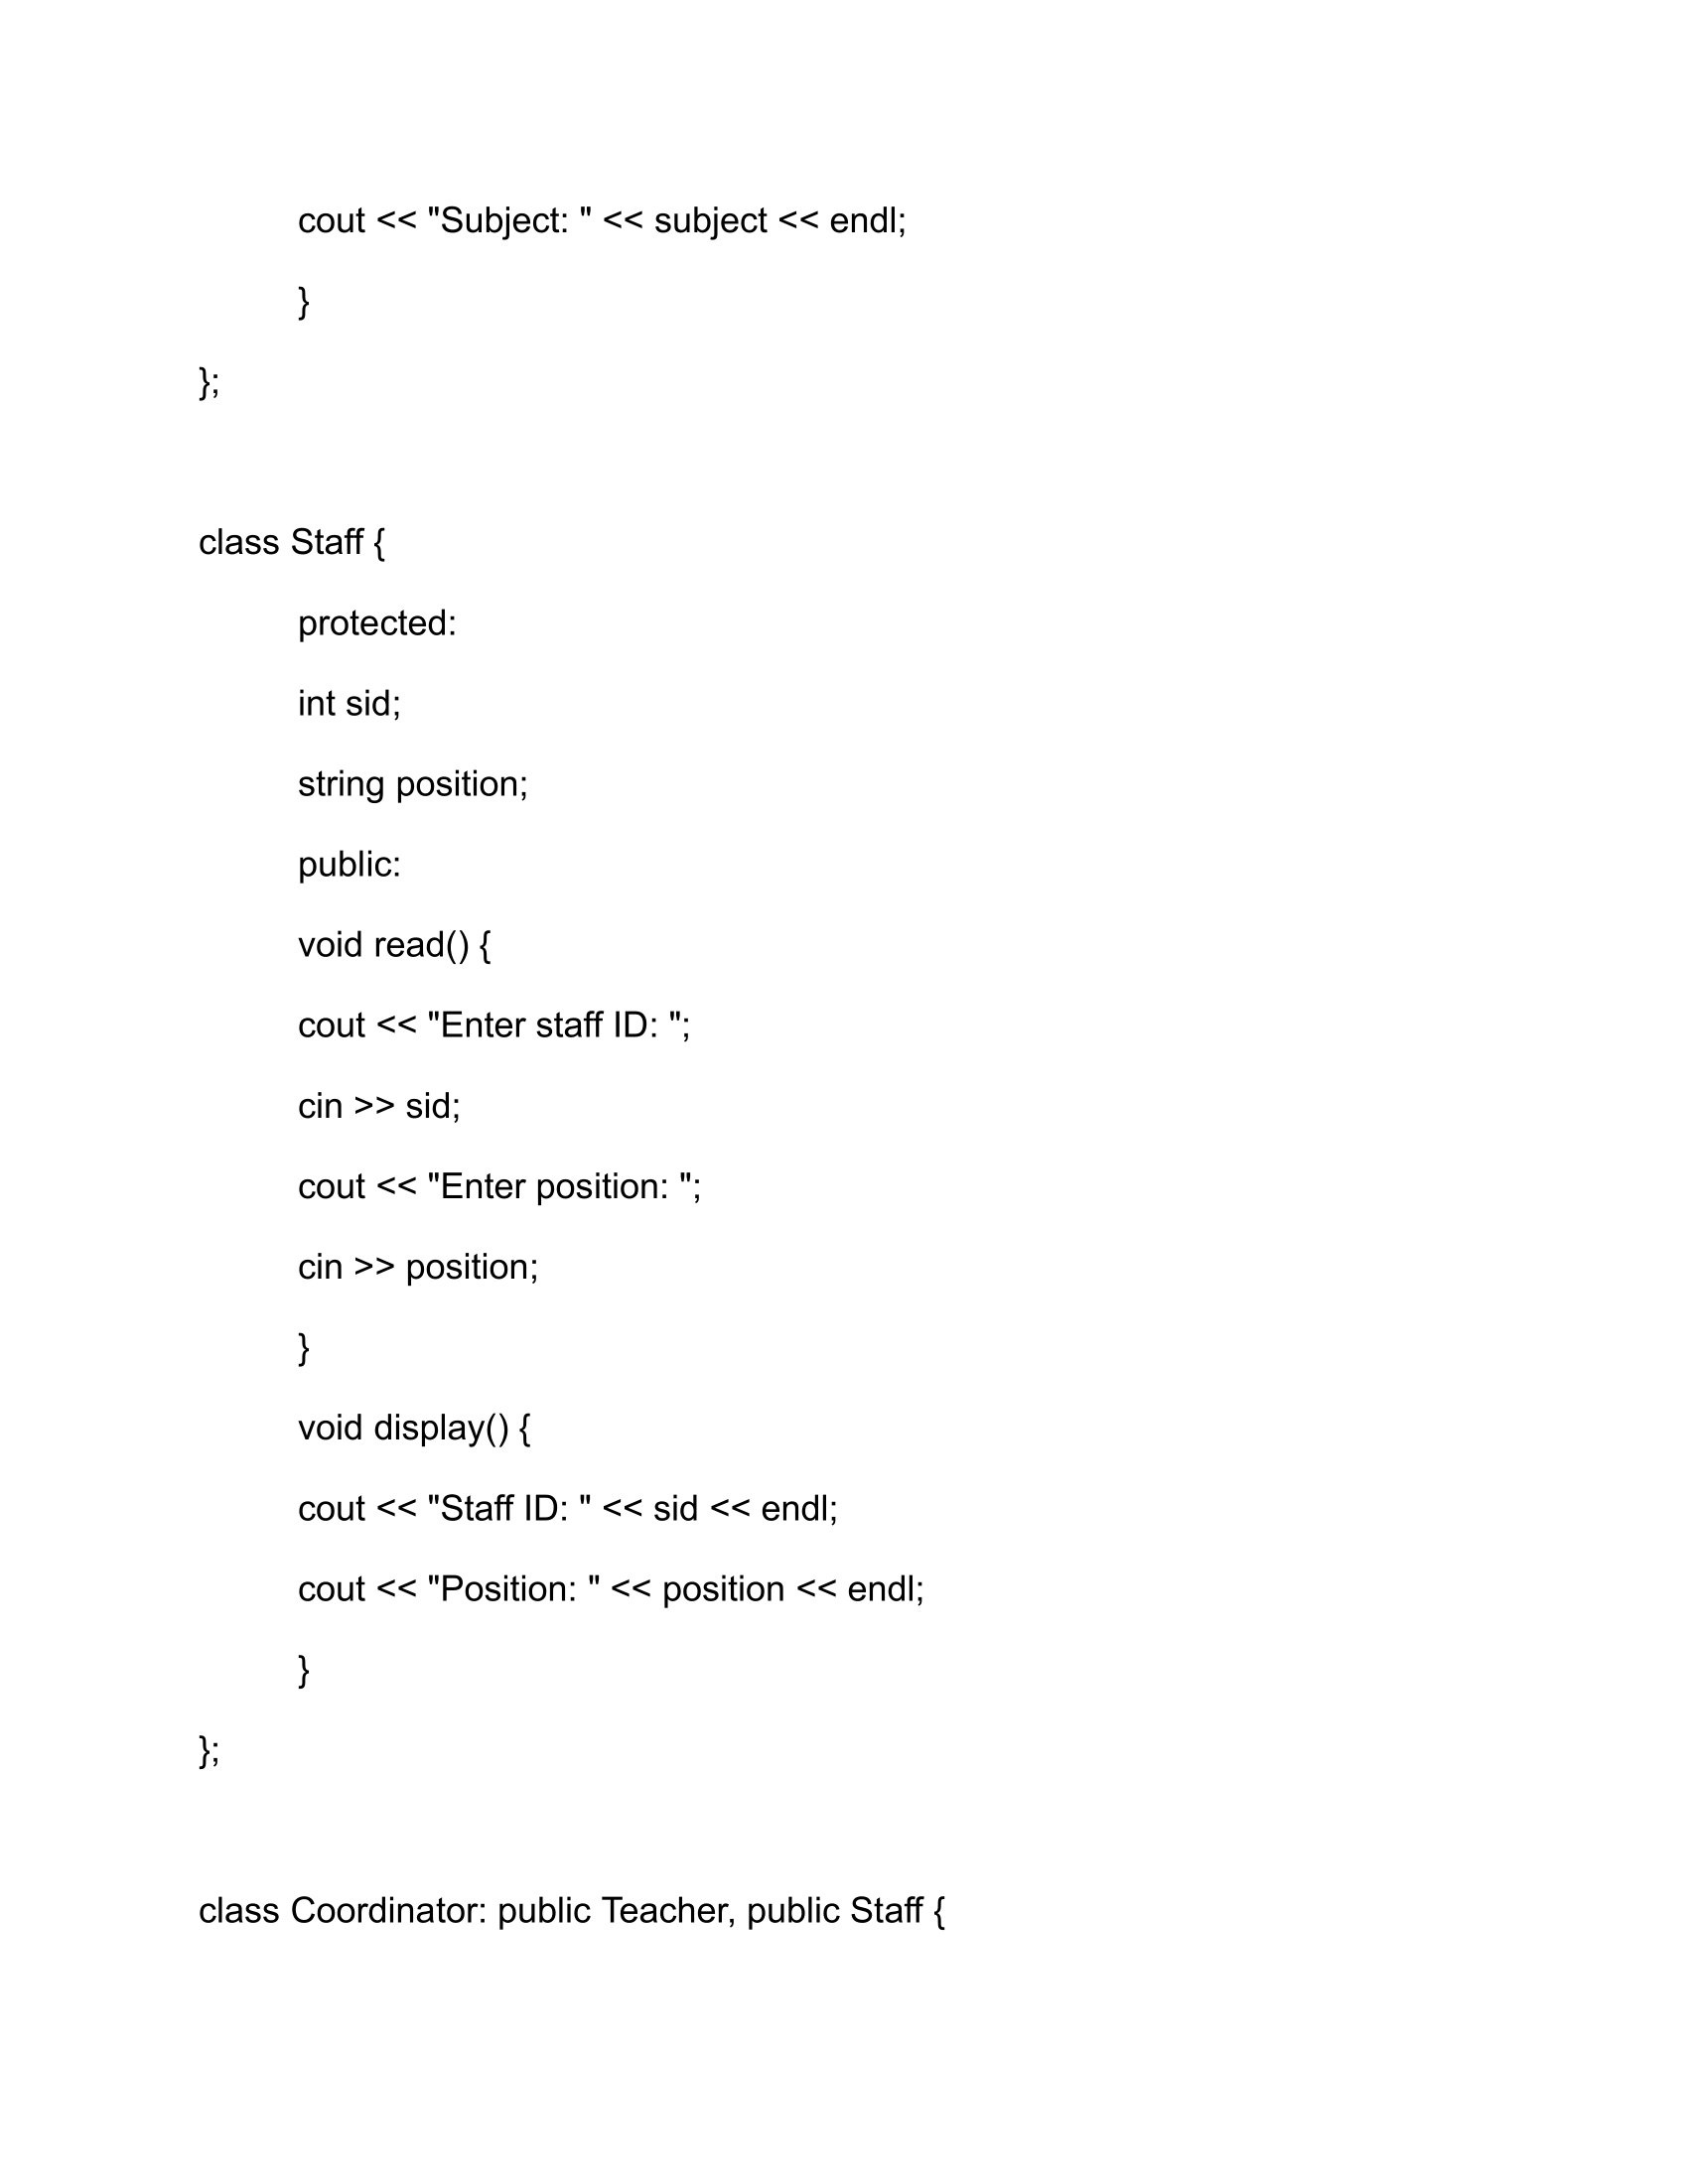 cout << "Subject: " << subject << endl;
}
};
class Staff {
protected:
int sid;
string position;
public:
void read() {
cout << "Enter staff ID: ";
cin >> sid;
cout << "Enter position: ";
cin >> position;
}
void display() {
cout << "Staff ID: " << sid << endl;
cout << "Position: " << position << endl;
}
};
class Coordinator: public Teacher, public Staff {